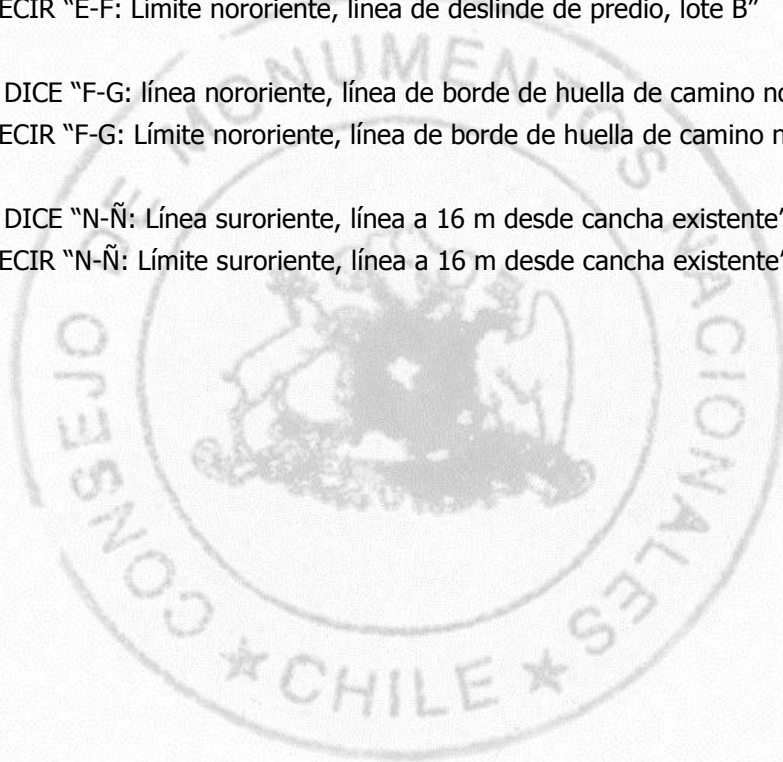 ECIR “E-F: Límite nororiente, línea de deslinde de predio, lote B”
DICE “F-G: línea nororiente, línea de borde de huella de camino
ECIR “F-G: Límite nororiente, línea de borde de huella de camino
DICE “N-Ñ: Línea suroriente, línea a 16 m desde cancha existente”
ECIR “N-Ñ: Límite suroriente, línea a 16 m desde cancha existente”
CONSEJO DE MONUMENTOS NACIONALES
★ CHILE ★